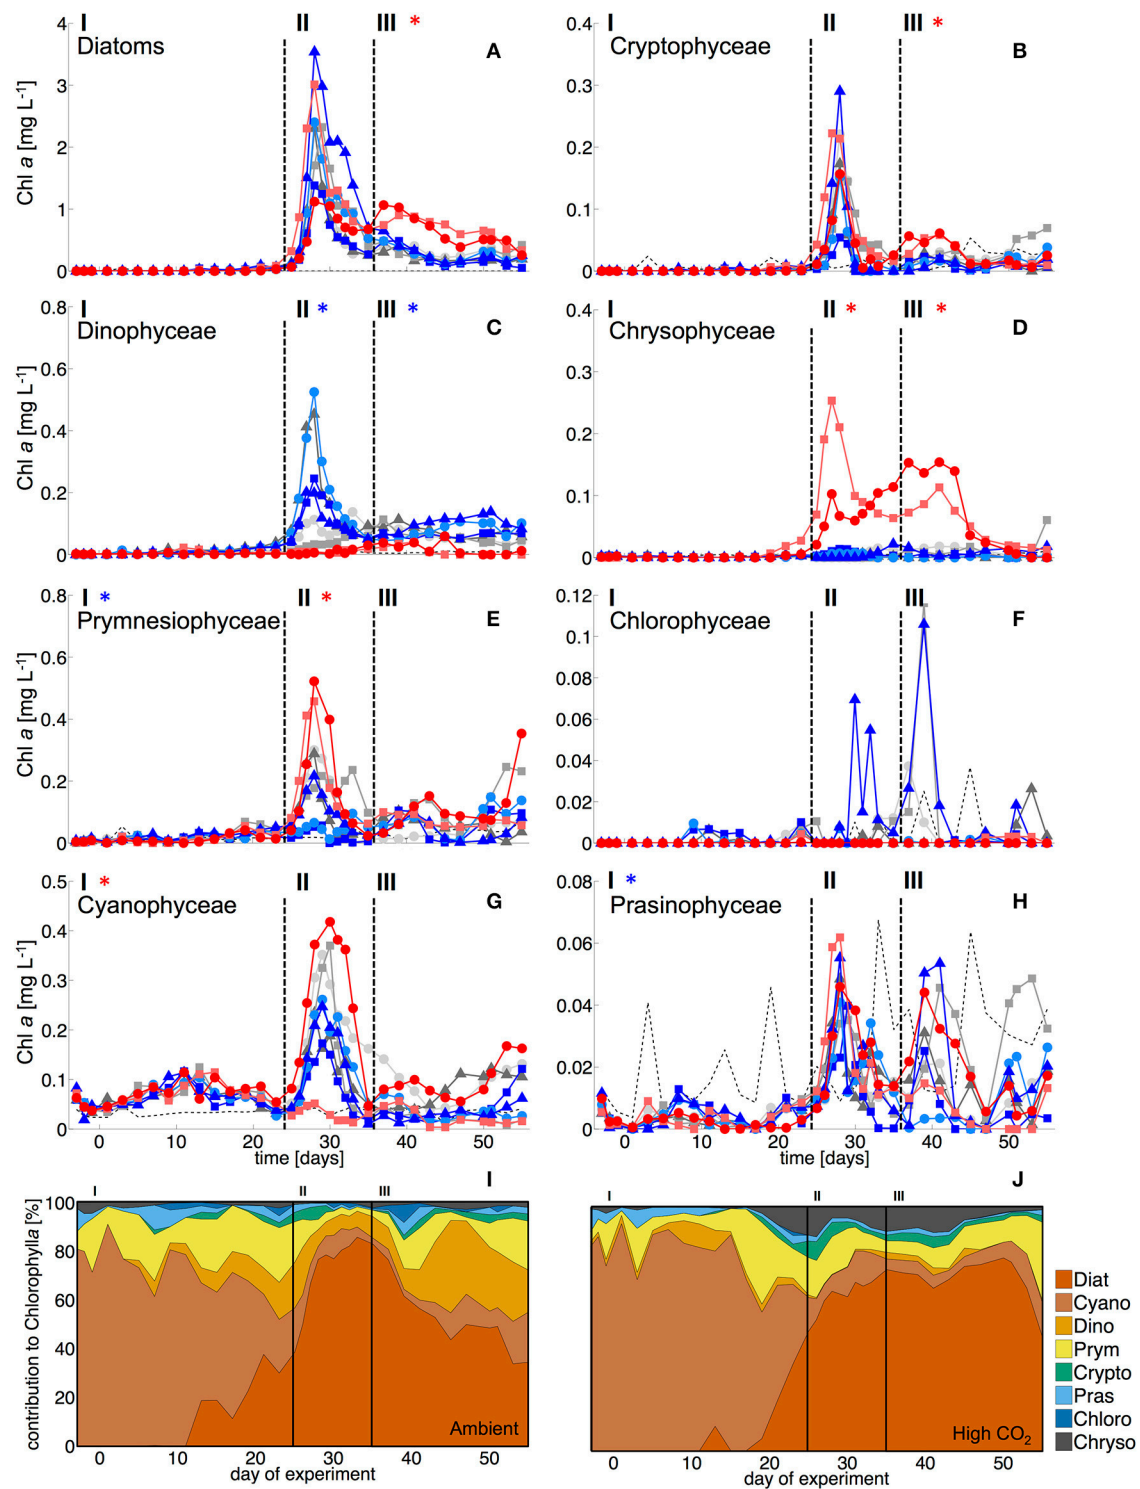 I II III *
Diatoms A
Chl a [mg L-1]
4
3
2
1
0
I II III *
Cryptophyceae B
0.4
0.3
0.2
0.1
0
I II * III *
Dinophyceae C
Chl a [mg L-1]
0.8
0.6
0.4
0.2
0
I II * III *
Chrysophyceae D
0.4
0.3
0.2
0.1
0
I * II * III
Prymnesiophyceae E
Chl a [mg L-1]
0.8
0.6
0.4
0.2
0
I II III
Chlorophyceae F
0.12
0.1
0.08
0.06
0.04
0.02
0
I * II III
Cyanophyceae G
Chl a [mg L-1]
0.5
0.4
0.3
0.2
0.1
0
0 10 20 30 40 50
time [days]
I * II III
Prasinophyceae H
0.08
0.06
0.04
0.02
0
0 10 20 30 40 50
time [days]
I II III I
contribution to Chlorophylla [%]
100
80
60
40
20
0
Ambient
0 10 20 30 40 50
day of experiment
I II III J
High CO2
0 10 20 30 40 50
day of experiment
Diat
Cyano
Dino
Prym
Crypto
Pras
Chloro
Chryso